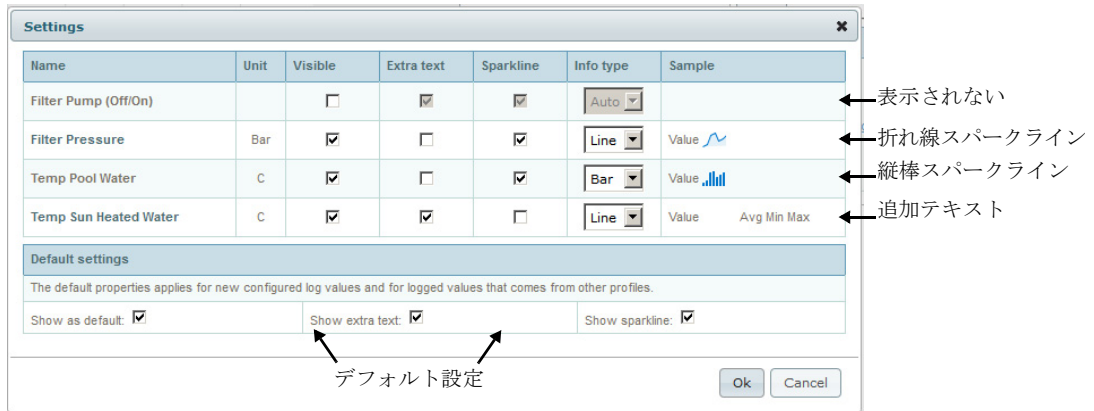 Settings
Name Unit Visible Extra text Sparkline Info type Sample
Filter Pump (Off/On) Auto 表示されない
Filter Pressure Bar Line Value 折れ線スパークライン
Temp Pool Water C Bar Value 縦棒スパークライン
Temp Sun Heated Water C Line Value Avg Min Max 追加テキスト
Default settings
The default properties applies for new configured log values and for logged values that comes from other profiles.
Show as default: Show extra text: Show sparkline:
デフォルト設定
Ok Cancel